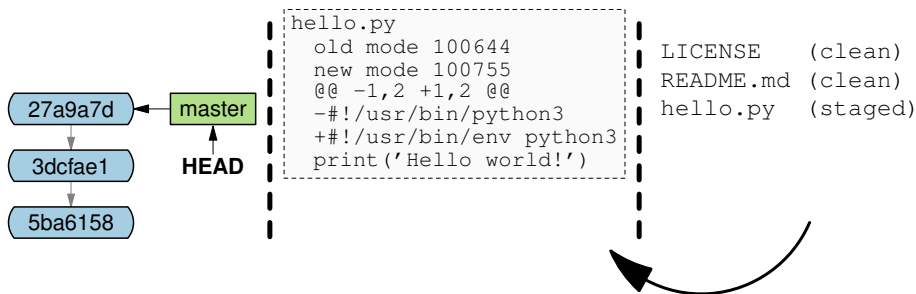 27a9a7d
3dcfae1
5ba6158
master
HEAD
hello.py
old mode 100644
new mode 100755
@@ -1,2 +1,2 @@
-#!/usr/bin/python3
+#!/usr/bin/env python3
print('Hello world!')
LICENSE (clean)
README.md (clean)
hello.py (staged)